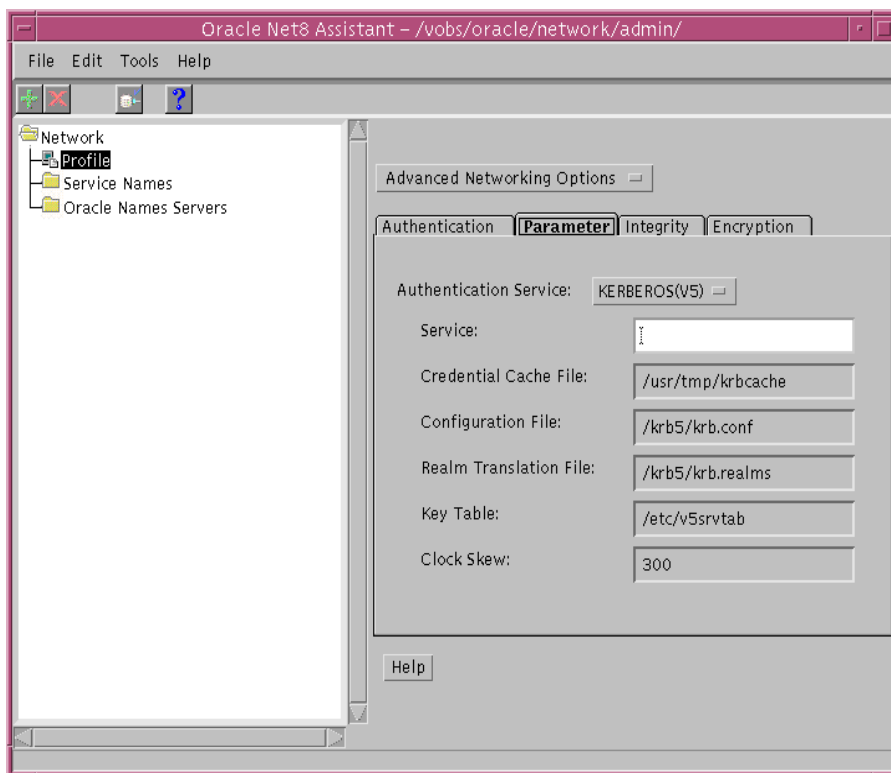 Oracle Net8 Assistant – /vobs/oracle/network/admin/
File Edit Tools Help
?
Network
Profile
Service Names
Oracle Names Servers
Advanced Networking Options
Authentication Parameter Integrity Encryption
Authentication Service: KERBEROS(V5)
Service:
Credential Cache File: /usr/tmp/krbcache
Configuration File: /krb5/krb.conf
Realm Translation File: /krb5/krb.realms
Key Table: /etc/v5srvtab
Clock Skew: 300
Help